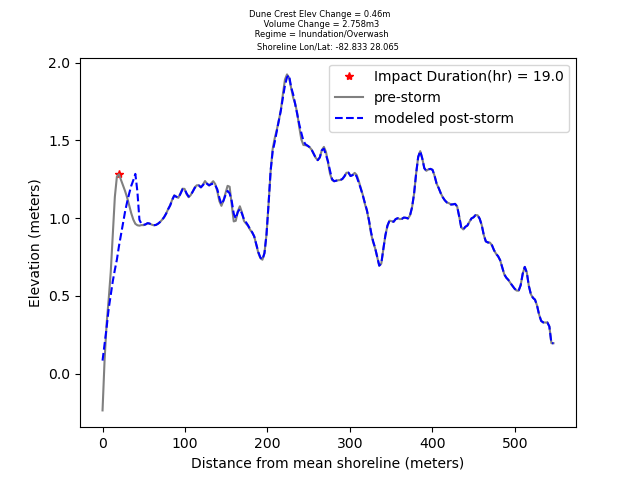 Dune Crest Elev Change = 0.46m
Volume Change = 2.758m3
Regime = Inundation/Overwash
Shoreline Lon/Lat: -82.833 28.065
Impact Duration(hr) = 19.0
pre-storm
modeled post-storm
Elevation (meters)
2.0
1.5
1.0
0.5
0.0
0 100 200 300 400 500
Distance from mean shoreline (meters)